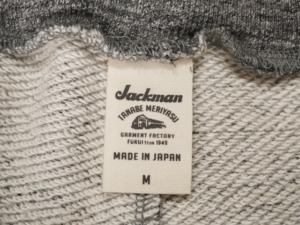 Jackman
TANABE MERIYASU
GARMENT FACTORY
FUKUI from 1949
MADE IN JAPAN
M